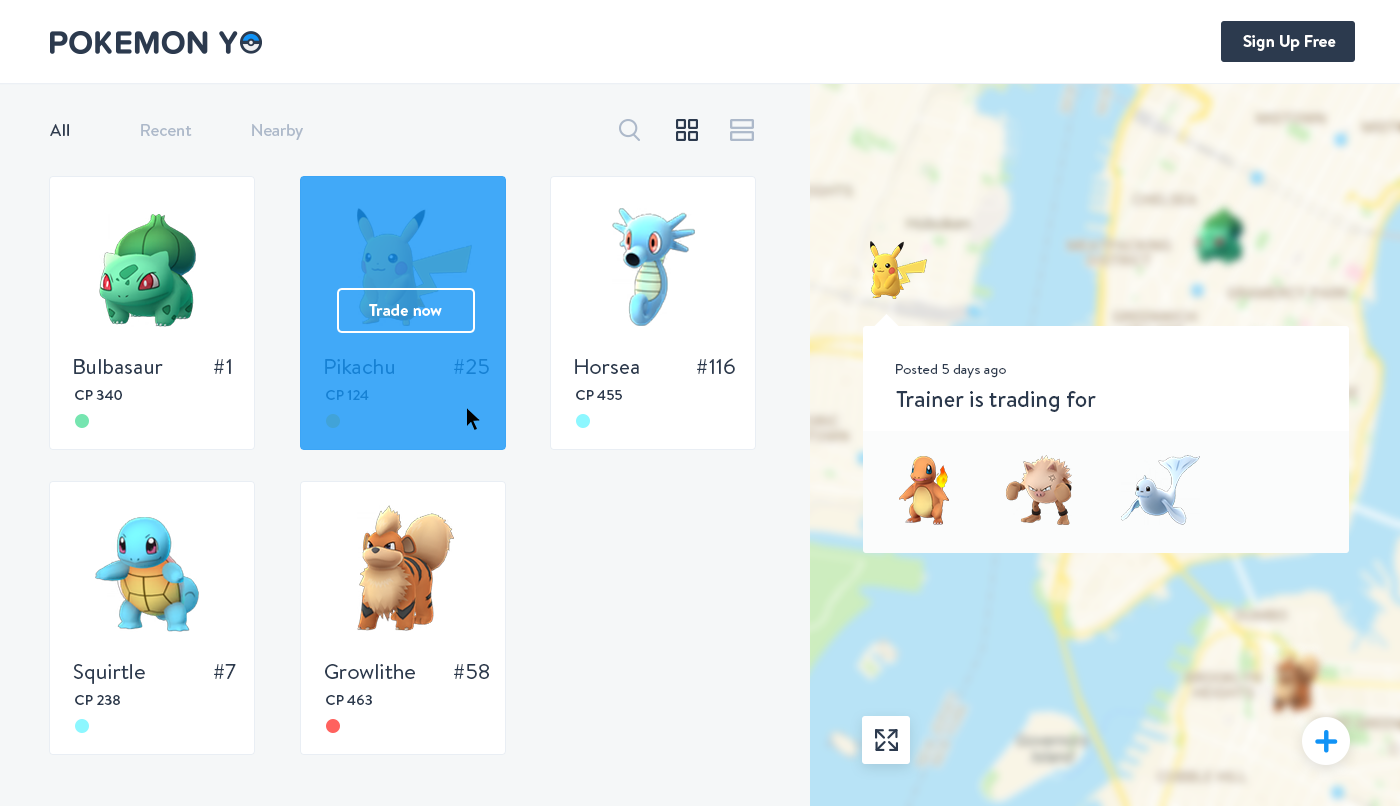 POKEMON YO
Sign Up Free
All
Recent
Nearby
Bulbasaur #1
CP 340
Trade now
Pikachu #25
CP 124
Horsea #116
CP 455
Squirtle #7
CP 238
Growlithe #58
CP 463
Hoboken
CHELSEA
Posted 5 days ago
Trainer is trading for